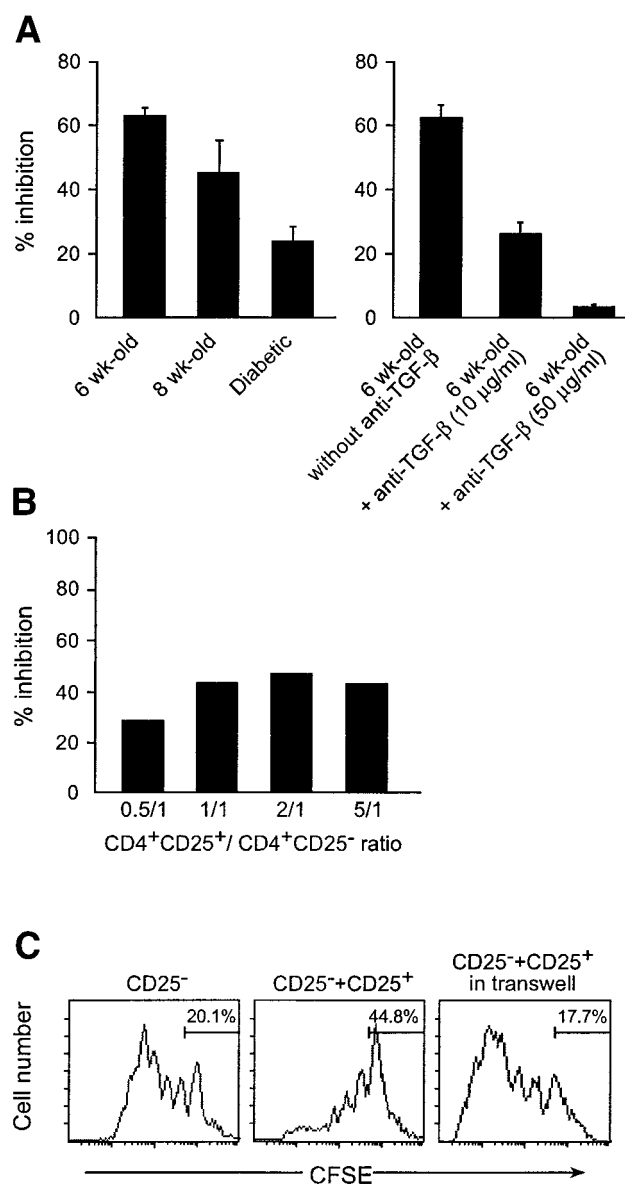 A
80
60
40
20
0
% inhibition
6 wk-old
8 wk-old
Diabetic
80
60
40
20
0
% inhibition
6 wk-old
without anti-TGF-β
6 wk-old
+ anti-TGF-β (10 μg/ml)
6 wk-old
+ anti-TGF-β (50 μg/ml)
B
100
80
60
40
20
0
% inhibition
0.5/1 1/1 2/1 5/1
CD4+CD25+/ CD4+CD25- ratio
C
CD25-
CD25-+CD25+
CD25-+CD25+
in transwell
20.1%
44.8%
17.7%
Cell number
CFSE